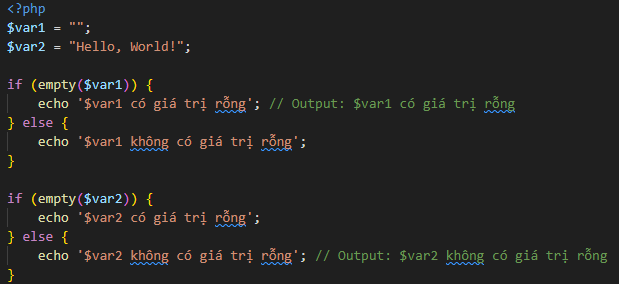 <?php
$var1 = "";
$var2 = "Hello, World!";
if (empty($var1)) {
echo '$var1 có giá trị rỗng'; // Output: $var1 có giá trị rỗng
} else {
echo '$var1 không có giá trị rỗng';
}
if (empty($var2)) {
echo '$var2 có giá trị rỗng';
} else {
echo '$var2 không có giá trị rỗng'; // Output: $var2 không có giá trị rỗng
}